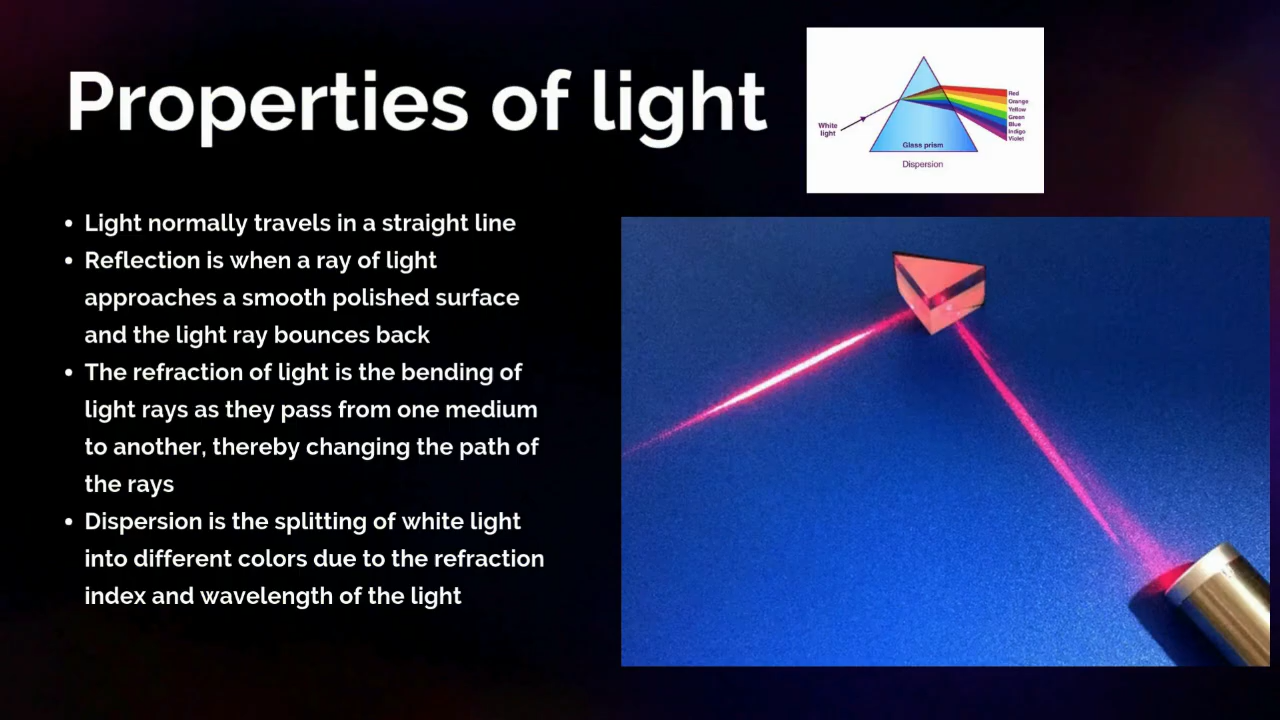 Properties of light
White
light
Glass prism
Dispersion
Red
Orange
Yellow
Green
Blue
Indigo
Violet
• Light normally travels in a straight line
• Reflection is when a ray of light
approaches a smooth polished surface
and the light ray bounces back
• The refraction of light is the bending of
light rays as they pass from one medium
to another, thereby changing the path of
the rays
• Dispersion is the splitting of white light
into different colors due to the refraction
index and wavelength of the light